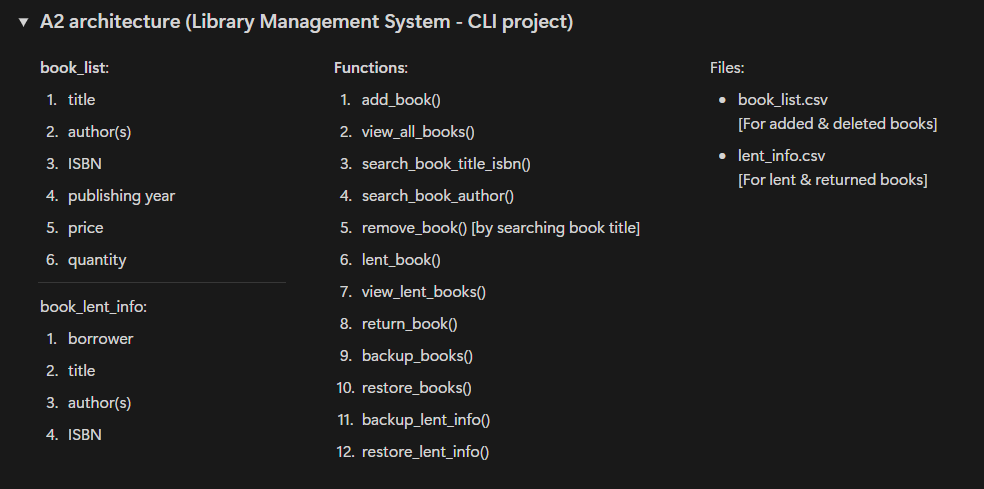 A2 architecture (Library Management System - CLI project)
book_list:
1. title
2. author(s)
3. ISBN
4. publishing year
5. price
6. quantity
book_lent_info:
1. borrower
2. title
3. author(s)
4. ISBN
Functions:
1. add_book()
2. view_all_books()
3. search_book_title_isbn()
4. search_book_author()
5. remove_book() [by searching book title]
6. lent_book()
7. view_lent_books()
8. return_book()
9. backup_books()
10. restore_books()
11. backup_lent_info()
12. restore_lent_info()
Files:
• book_list.csv
[For added & deleted books]
• lent_info.csv
[For lent & returned books]